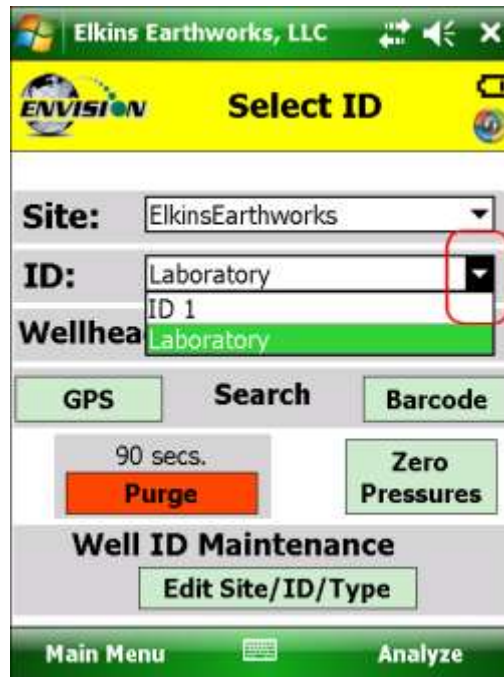 Elkins Earthworks, LLC
ENVISION
Select ID
Site: ElkinsEarthworks
ID: Laboratory
ID 1
Wellhea Laboratory
GPS Search Barcode
90 secs.
Purge
Zero
Pressures
Well ID Maintenance
Edit Site/ID/Type
Main Menu Analyze